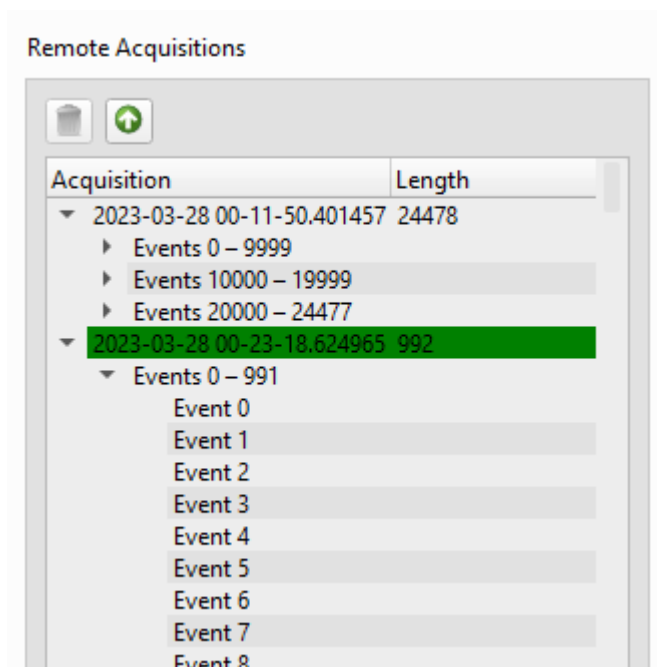 Remote Acquisitions
Acquisition Length
2023-03-28 00-11-50.401457 24478
Events 0 – 9999
Events 10000 – 19999
Events 20000 – 24477
2023-03-28 00-23-18.624965 992
Events 0 – 991
Event 0
Event 1
Event 2
Event 3
Event 4
Event 5
Event 6
Event 7
Event 8